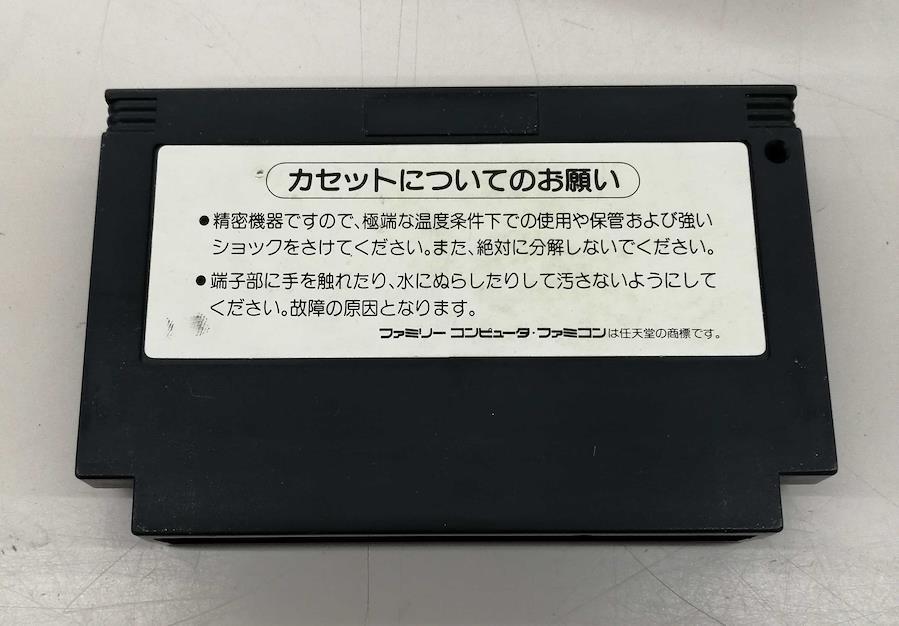 カセットについてのお願い
●精密機器ですので、極端な温度条件下での使用や保管および強い
ショックをさけてください。また、絶対に分解しないでください。
●端子部に手を触れたり、水にぬらしたりして汚さないようにして
ください。故障の原因となります。
ファミリー コンピュータ・ファミコンは任天堂の商標です。